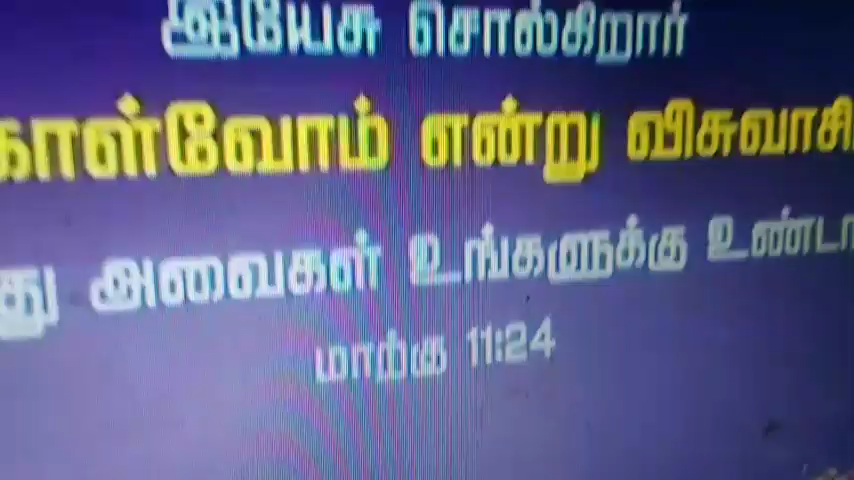 இயேசு சொல்கிறார்
காள்வோம் என்று விசுவாசி
து அவைகள் உங்களுக்கு உண்டா
மாற்கு 11:24